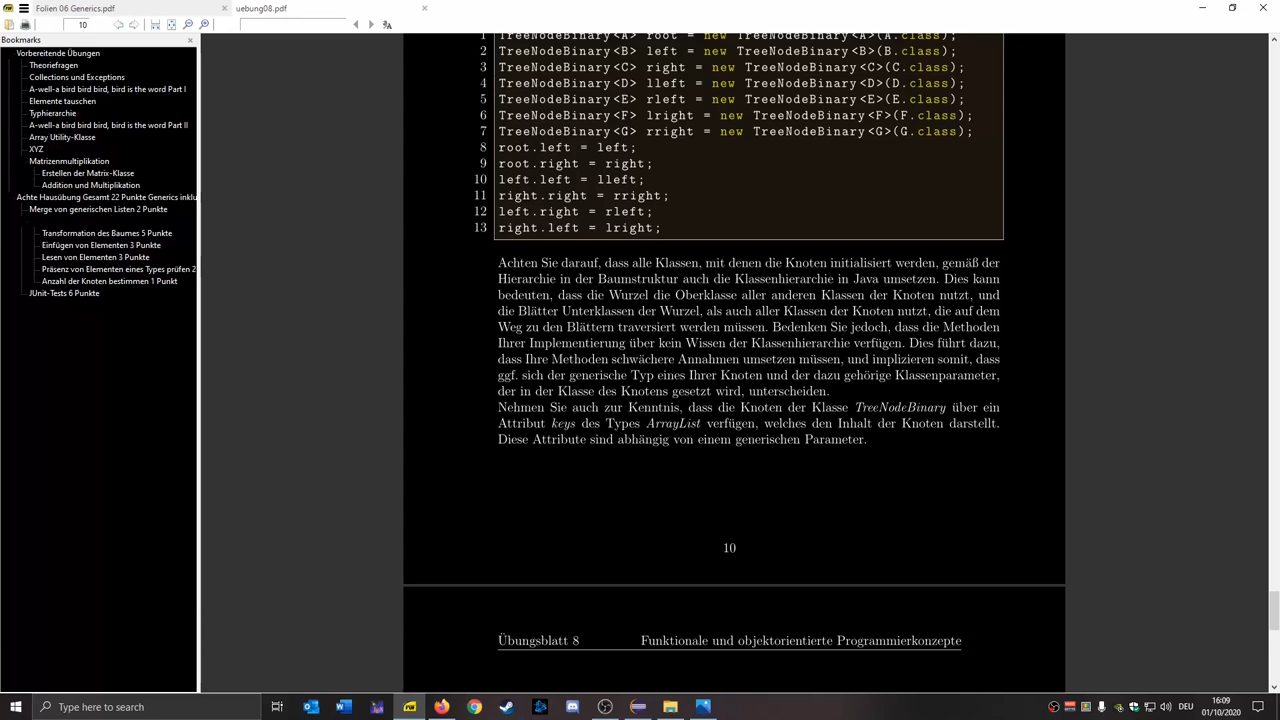 Folien 06 Generics.pdf
uebung08.pdf
10
Bookmarks
Vorbereitende Übungen
Theoriefragen
Collections und Exceptions
A-well-a bird bird bird, bird is the word Part I
Elemente tauschen
Typhierarchie
A-well-a bird bird bird, bird is the word Part II
Array Utility-Klasse
XYZ
Matrizenmultiplikation
Erstellen der Matrix-Klasse
Addition und Multiplikation
Achte Hausübung Gesamt 22 Punkte Generics inklu
Merge von generischen Listen 2 Punkte
Transformation des Baumes 5 Punkte
Einfügen von Elementen 3 Punkte
Lesen von Elementen 3 Punkte
Präsenz von Elementen eines Types prüfen 2
Anzahl der Knoten bestimmen 1 Punkt
JUnit-Tests 6 Punkte
1 TreeNodeBinary<A> root = new TreeNodeBinary<A>(A.class);
2 TreeNodeBinary<B> left = new TreeNodeBinary<B>(B.class);
3 TreeNodeBinary<C> right = new TreeNodeBinary<C>(C.class);
4 TreeNodeBinary<D> lleft = new TreeNodeBinary<D>(D.class);
5 TreeNodeBinary<E> rleft = new TreeNodeBinary<E>(E.class);
6 TreeNodeBinary<F> lright = new TreeNodeBinary<F>(F.class);
7 TreeNodeBinary<G> rright = new TreeNodeBinary<G>(G.class);
8 root.left = left;
9 root.right = right;
10 left.left = lleft;
11 right.right = rright;
12 left.right = rleft;
13 right.left = lright;
Achten Sie darauf, dass alle Klassen, mit denen die Knoten initialisiert werden, gemäß der
Hierarchie in der Baumstruktur auch die Klassenhierarchie in Java umsetzen. Dies kann
bedeuten, dass die Wurzel die Oberklasse aller anderen Klassen der Knoten nutzt, und
die Blätter Unterklassen der Wurzel, als auch aller Klassen der Knoten nutzt, die auf dem
Weg zu den Blättern traversiert werden müssen. Bedenken Sie jedoch, dass die Methoden
Ihrer Implementierung über kein Wissen der Klassenhierarchie verfügen. Dies führt dazu,
dass Ihre Methoden schwächere Annahmen umsetzen müssen, und implizieren somit, dass
ggf. sich der generische Typ eines Ihrer Knoten und der dazu gehörige Klassenparameter,
der in der Klasse des Knotens gesetzt wird, unterscheiden.
Nehmen Sie auch zur Kenntnis, dass die Knoten der Klasse TreeNodeBinary über ein
Attribut keys des Types ArrayList verfügen, welches den Inhalt der Knoten darstellt.
Diese Attribute sind abhängig von einem generischen Parameter.
10
Übungsblatt 8 Funktionale und objektorientierte Programmierkonzepte
Type here to search
DEU
16:09
01/10/2020